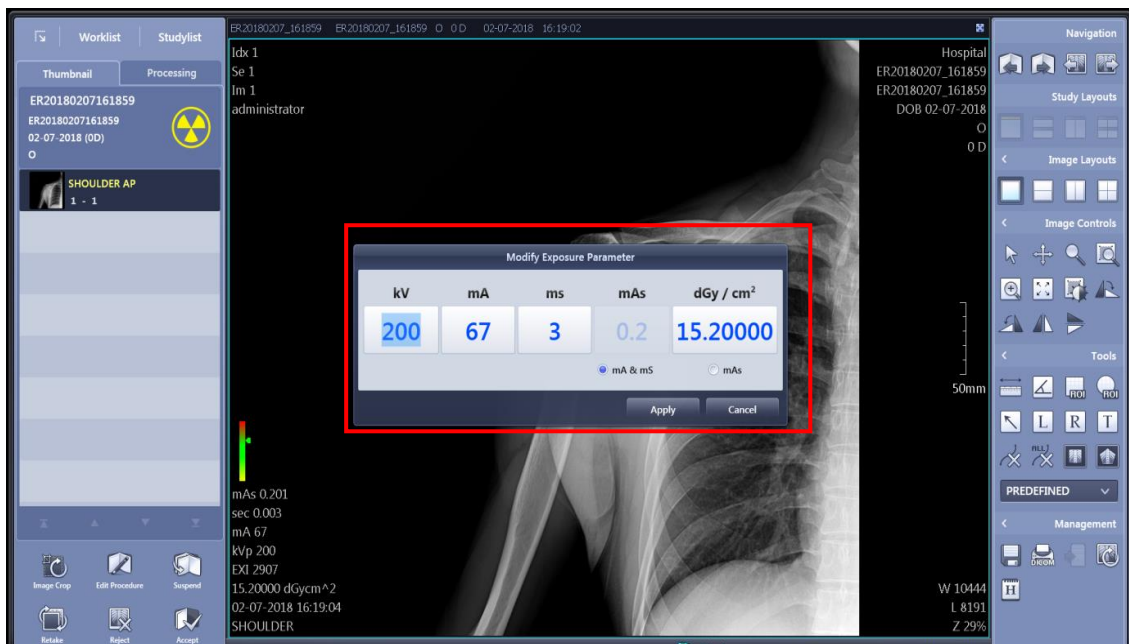 Worklist
Studylist
Thumbnail
Processing
ER20180207161859
ER20180207161859
02-07-2018 (0D)
O
SHOULDER AP
1 - 1
Image Crop
Edit Procedure
Suspend
Retake
Reject
Accept
ER20180207_161859 ER20180207_161859 O 0D 02-07-2018 16:19:02
Idx 1
Se 1
Im 1
administrator
Hospital
ER20180207_161859
ER20180207_161859
DOB 02-07-2018
O
0 D
Modify Exposure Parameter
kV mA ms mAs dGy / cm²
200 67 3 0.2 15.20000
mA & mS mAs
Apply Cancel
50mm
mAs 0.201
sec 0.003
mA 67
kVp 200
EXI 2907
15.20000 dGycm^2
02-07-2018 16:19:04
SHOULDER
W 10444
L 8191
Z 29%
Navigation
Study Layouts
Image Layouts
Image Controls
Tools
ROI ROI
L R T
ALL
PREDEFINED
Management
DICOM
H